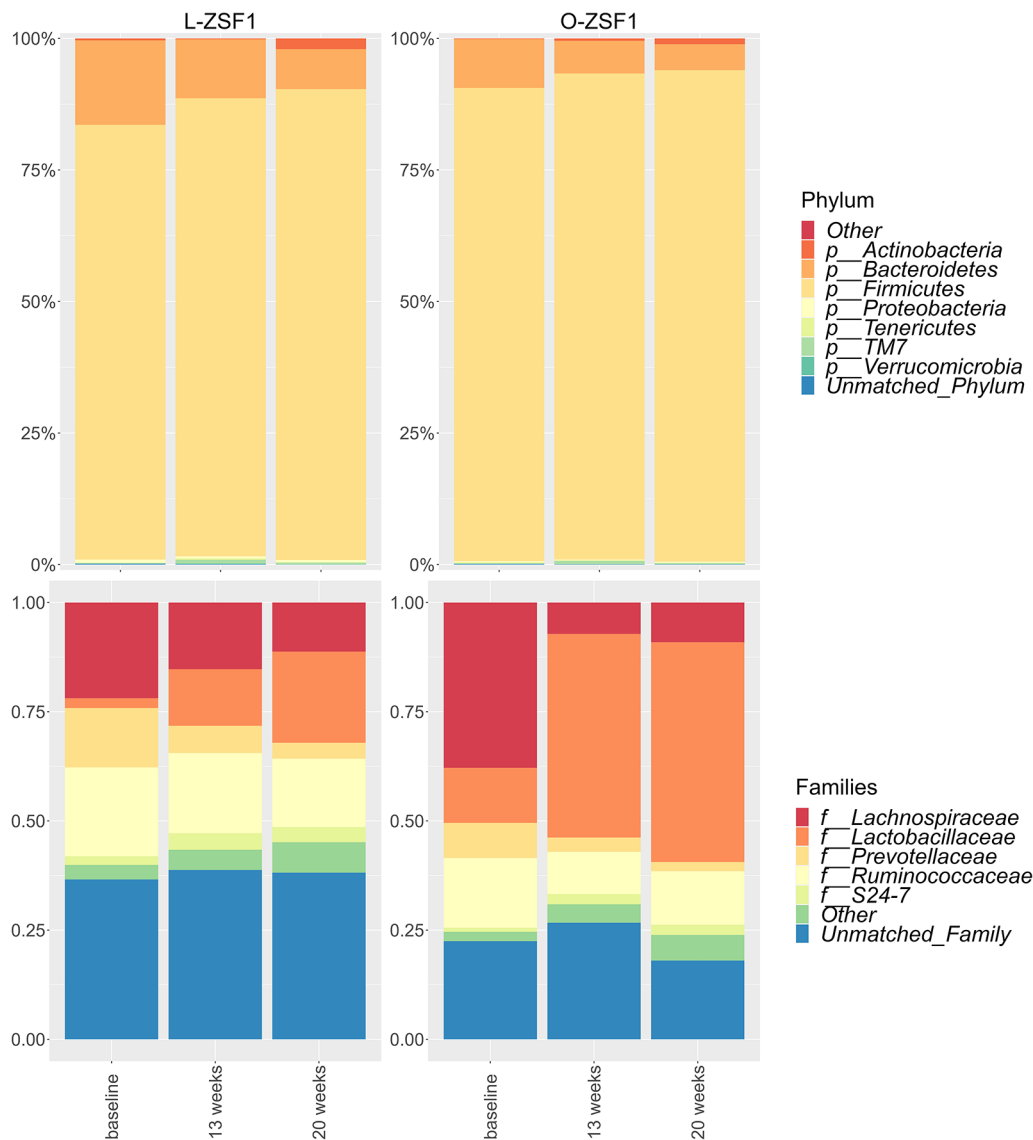 L-ZSF1
O-ZSF1
100%
75%
50%
25%
0%
100%
75%
50%
25%
0%
Phylum
Other
p__Actinobacteria
p__Bacteroidetes
p__Firmicutes
p__Proteobacteria
p__Tenericutes
p__TM7
p__Verrucomicrobia
Unmatched_Phylum
1.00
0.75
0.50
0.25
0.00
1.00
0.75
0.50
0.25
0.00
Families
f__Lachnospiraceae
f__Lactobacillaceae
f__Prevotellaceae
f__Ruminococcaceae
f__S24-7
Other
Unmatched_Family
baseline
13 weeks
20 weeks
baseline
13 weeks
20 weeks